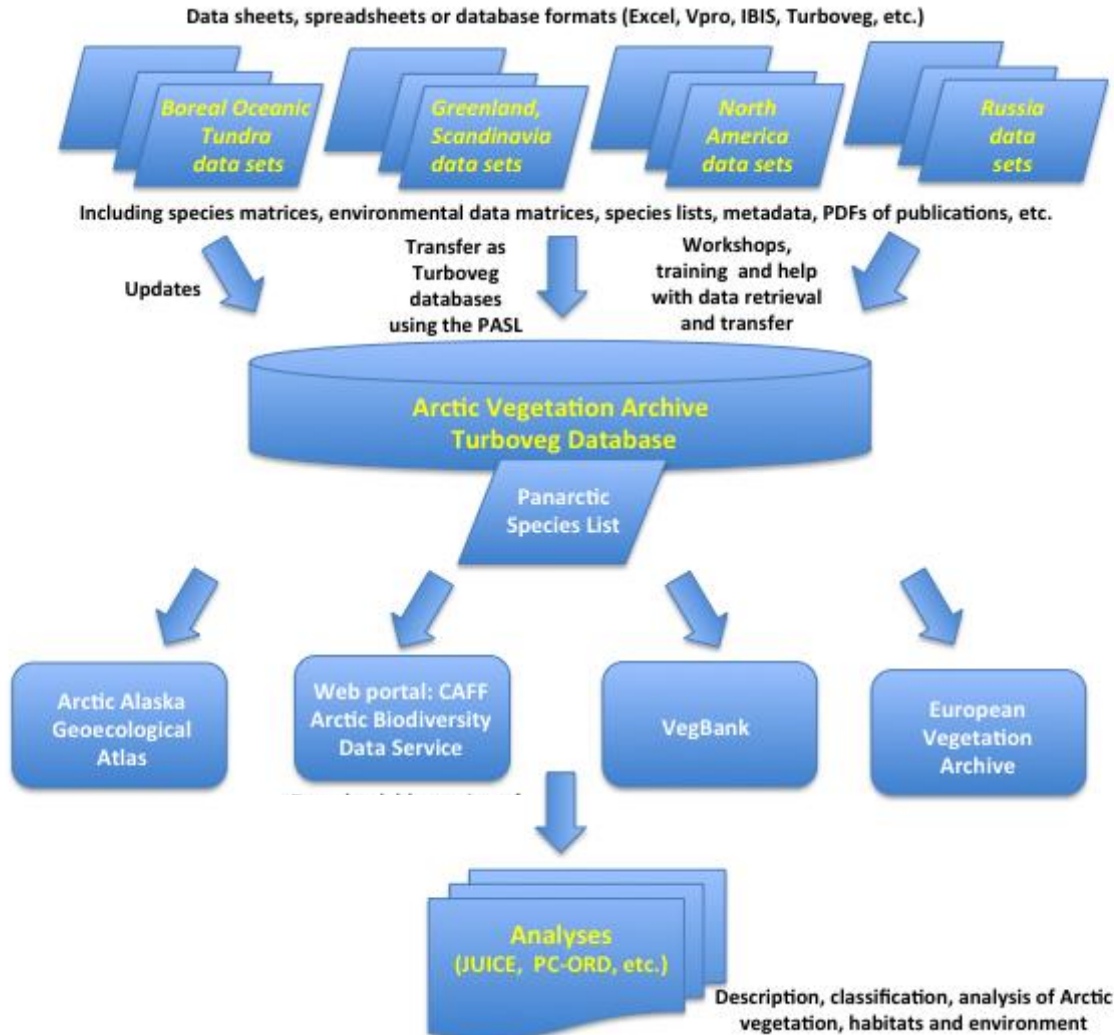 Data sheets, spreadsheets or database formats (Excel, Vpro, IBIS, Turboveg, etc.)
Boreal Oceanic
Tundra
data sets
Greenland,
Scandinavia
data sets
North
America
data sets
Russia
data
sets
Including species matrices, environmental data matrices, species lists, metadata, PDFs of publications, etc.
Updates
Transfer as
Turboveg
databases
using the PASL
Workshops,
training and help
with data retrieval
and transfer
Arctic Vegetation Archive
Turboveg Database
Panarctic
Species List
Arctic Alaska
Geoecological
Atlas
Web portal: CAFF
Arctic Biodiversity
Data Service
VegBank
European
Vegetation
Archive
Analyses
(JUICE, PC-ORD, etc.)
Description, classification, analysis of Arctic
vegetation, habitats and environment